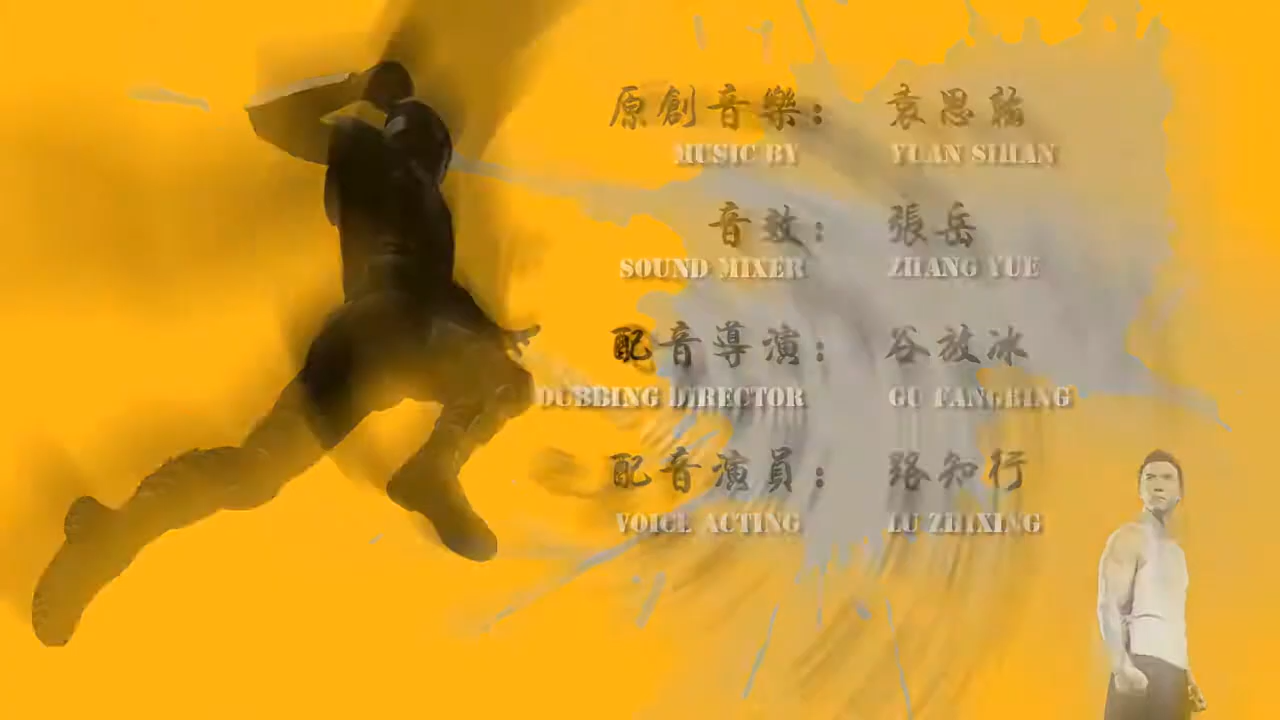 原創音樂： 袁思翰
MUSIC BY YUAN SIHAN
音效： 張岳
SOUND MIXER ZHANG YUE
配音導演： 谷放冰
DUBBING DIRECTOR GU FANGBING
配音演員： 路知行
VOICE ACTING LU ZHIXING